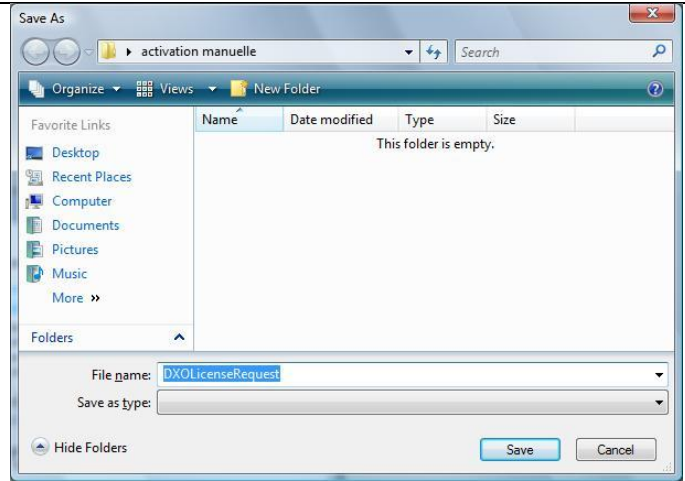 Save As
activation manuelle
Search
Organize Views New Folder
Favorite Links
Name Date modified Type Size
This folder is empty.
Desktop
Recent Places
Computer
Documents
Pictures
Music
More »
Folders
File name: DXOLicenseRequest
Save as type:
Hide Folders Save Cancel